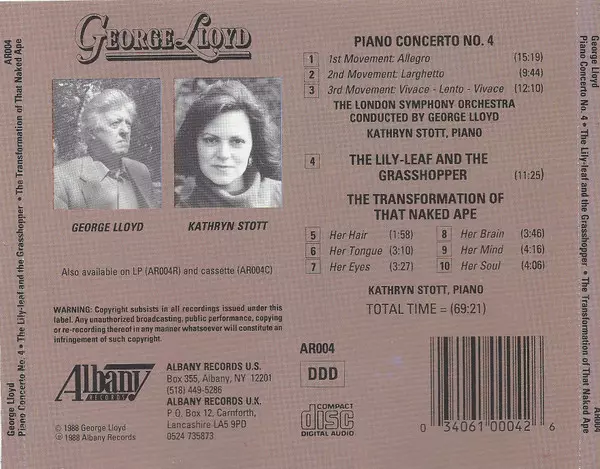 GEORGE LLOYD
GEORGE LLOYD
KATHRYN STOTT
Also available on LP (AR004R) and cassette (AR004C)
WARNING: Copyright subsists in all recordings issued under this
label. Any unauthorized broadcasting, public performance, copying
or re-recording thereof in any manner whatsoever will constitute an
infringement of such copyright.
Albany
RECORDS
ALBANY RECORDS U.S.
Box 355, Albany, NY 12201
(518) 449-5286
ALBANY RECORDS U.K.
P.O. Box 12, Carnforth,
Lancashire LA5 9PD
0524 735873
© 1988 George Lloyd
℗ 1988 Albany Records
PIANO CONCERTO NO. 4
1 1st Movement: Allegro (15:19)
2 2nd Movement: Larghetto (9:44)
3 3rd Movement: Vivace - Lento - Vivace (12:10)
THE LONDON SYMPHONY ORCHESTRA
CONDUCTED BY GEORGE LLOYD
KATHRYN STOTT, PIANO
4 THE LILY-LEAF AND THE
GRASSHOPPER (11:25)
THE TRANSFORMATION OF
THAT NAKED APE
5 Her Hair (1:58) 8 Her Brain (3:46)
6 Her Tongue (3:10) 9 Her Mind (4:16)
7 Her Eyes (3:27) 10 Her Soul (4:06)
KATHRYN STOTT, PIANO
TOTAL TIME = (69:21)
AR004
DDD
COMPACT
disc
DIGITAL AUDIO
0 34061 00042 6
George Lloyd
Piano Concerto No. 4 • The Lily-leaf and the Grasshopper • The Transformation of That Naked Ape
AR004
George Lloyd
Piano Concerto No. 4 • The Lily-leaf and the Grasshopper • The Transformation of That Naked Ape
AR004